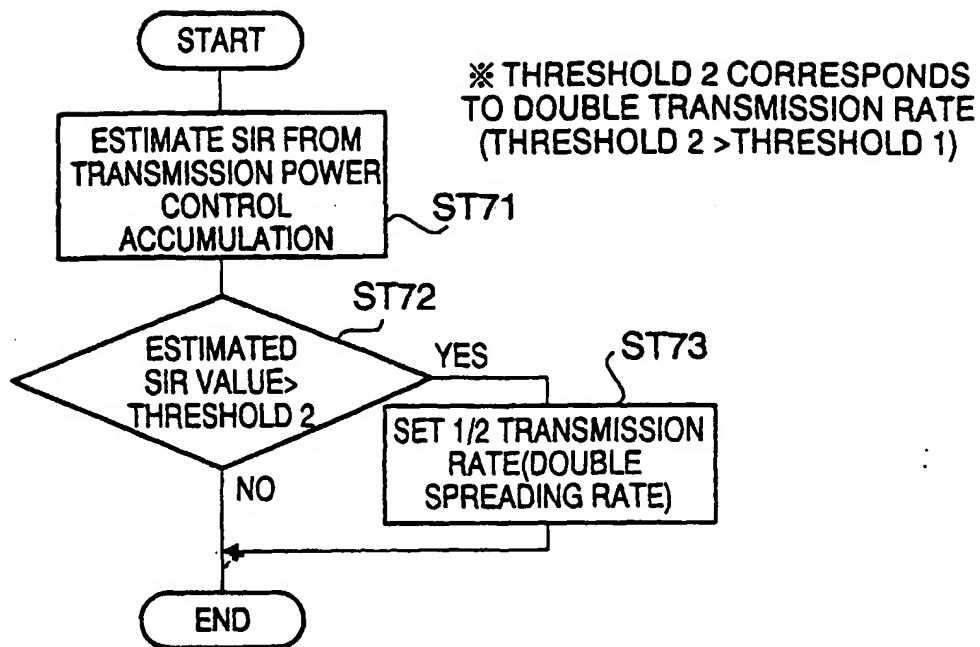 START
※ THRESHOLD 2 CORRESPONDS
TO DOUBLE TRANSMISSION RATE
(THRESHOLD 2 >THRESHOLD 1)
ESTIMATE SIR FROM
TRANSMISSION POWER
CONTROL
ACCUMULATION
ST71
ST72
ESTIMATED
SIR VALUE>
THRESHOLD 2
YES
ST73
SET 1/2 TRANSMISSION
RATE(DOUBLE
SPREADING RATE)
NO
END